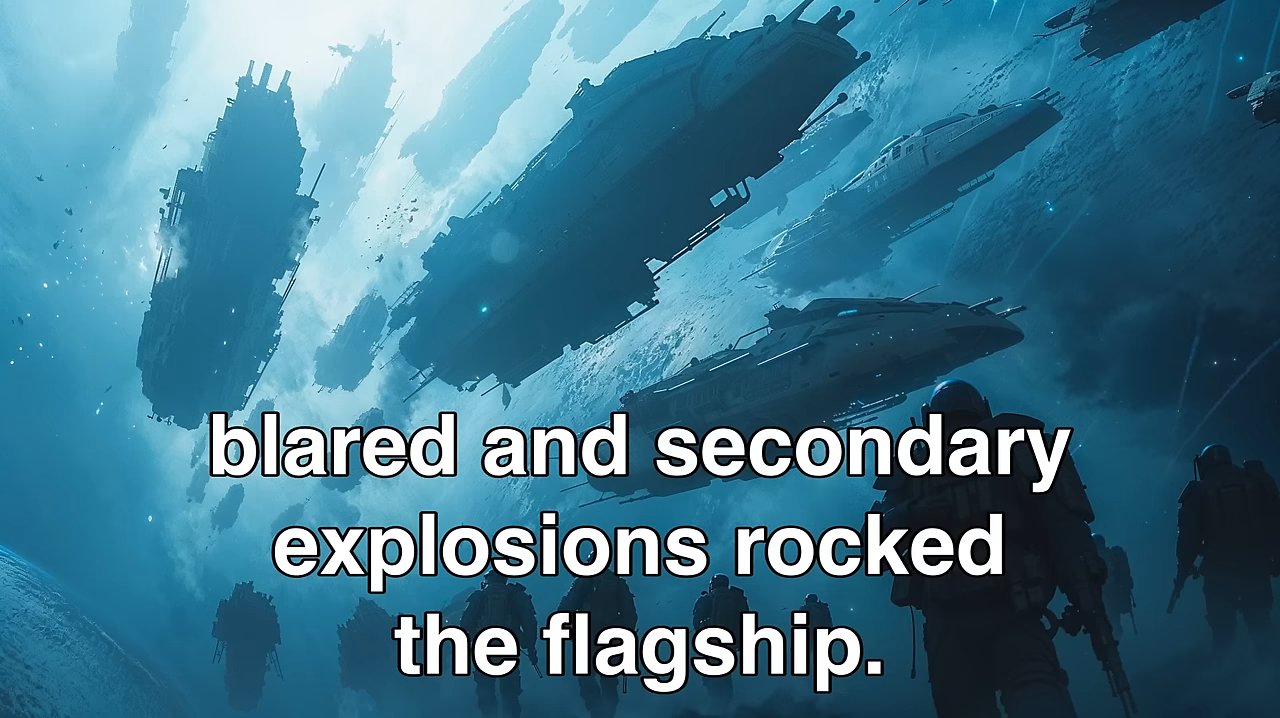 blared and secondary
explosions rocked
the flagship.